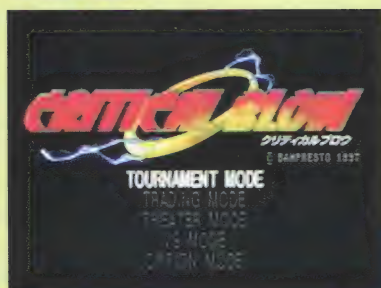 CRITICAL BLOW
クリティカルブロウ
© BANPRESTO 1997
TOURNAMENT MODE
TRADING MODE
THEATER MODE
VS MODE
OPTION MODE